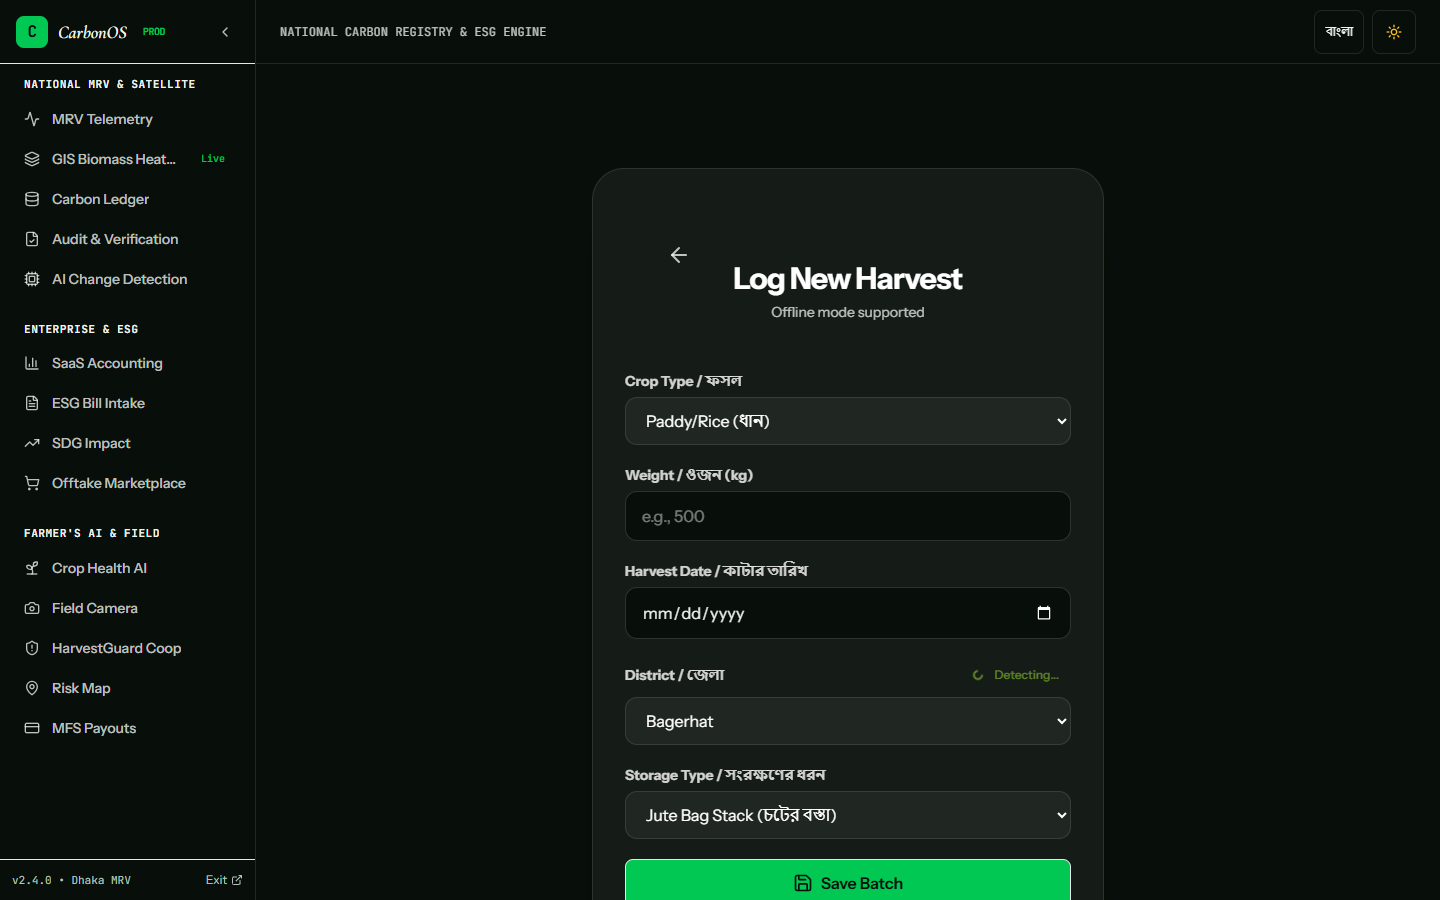 C CarbonOS PROD
NATIONAL CARBON REGISTRY & ESG ENGINE
বাংলা
NATIONAL MRV & SATELLITE
MRV Telemetry
GIS Biomass Heat... Live
Carbon Ledger
Audit & Verification
AI Change Detection
ENTERPRISE & ESG
SaaS Accounting
ESG Bill Intake
SDG Impact
Offtake Marketplace
FARMER'S AI & FIELD
Crop Health AI
Field Camera
HarvestGuard Coop
Risk Map
MFS Payouts
v2.4.0 • Dhaka MRV
Exit
Log New Harvest
Offline mode supported
Crop Type / ফসল
Paddy/Rice (ধান)
Weight / ওজন (kg)
e.g., 500
Harvest Date / কাটার তারিখ
mm/dd/yyyy
District / জেলা
Detecting...
Bagerhat
Storage Type / সংরক্ষণের ধরন
Jute Bag Stack (চটের বস্তা)
Save Batch